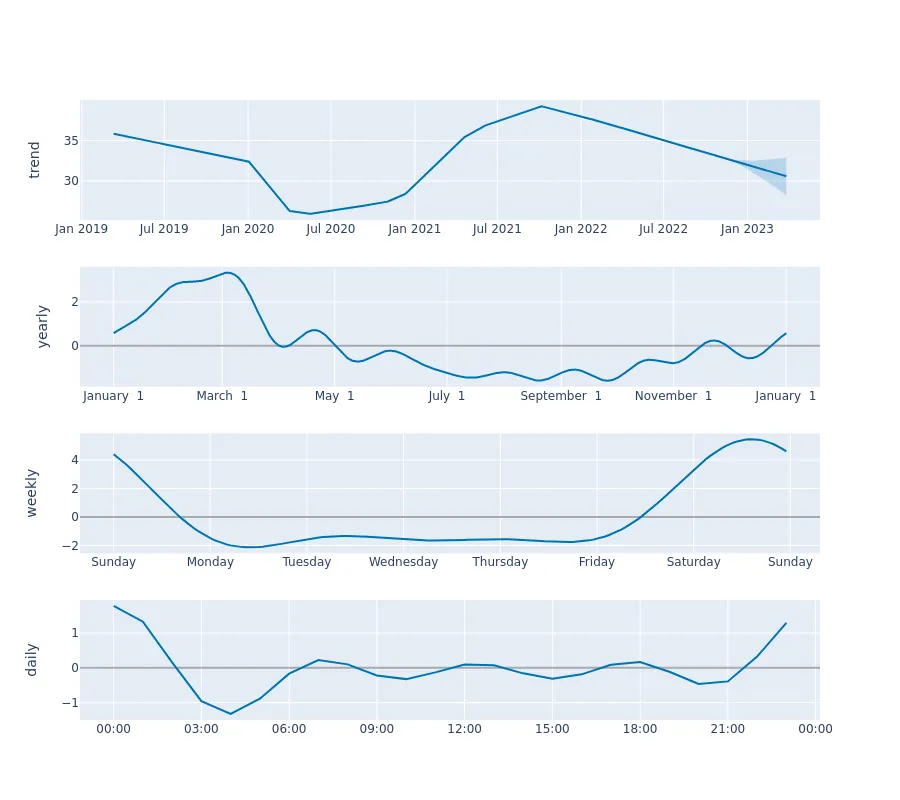 trend
35
30
Jan 2019 Jul 2019 Jan 2020 Jul 2020 Jan 2021 Jul 2021 Jan 2022 Jul 2022 Jan 2023
yearly
2
0
January 1 March 1 May 1 July 1 September 1 November 1 January 1
weekly
4
2
0
−2
Sunday Monday Tuesday Wednesday Thursday Friday Saturday Sunday
daily
1
0
−1
00:00 03:00 06:00 09:00 12:00 15:00 18:00 21:00 00:00